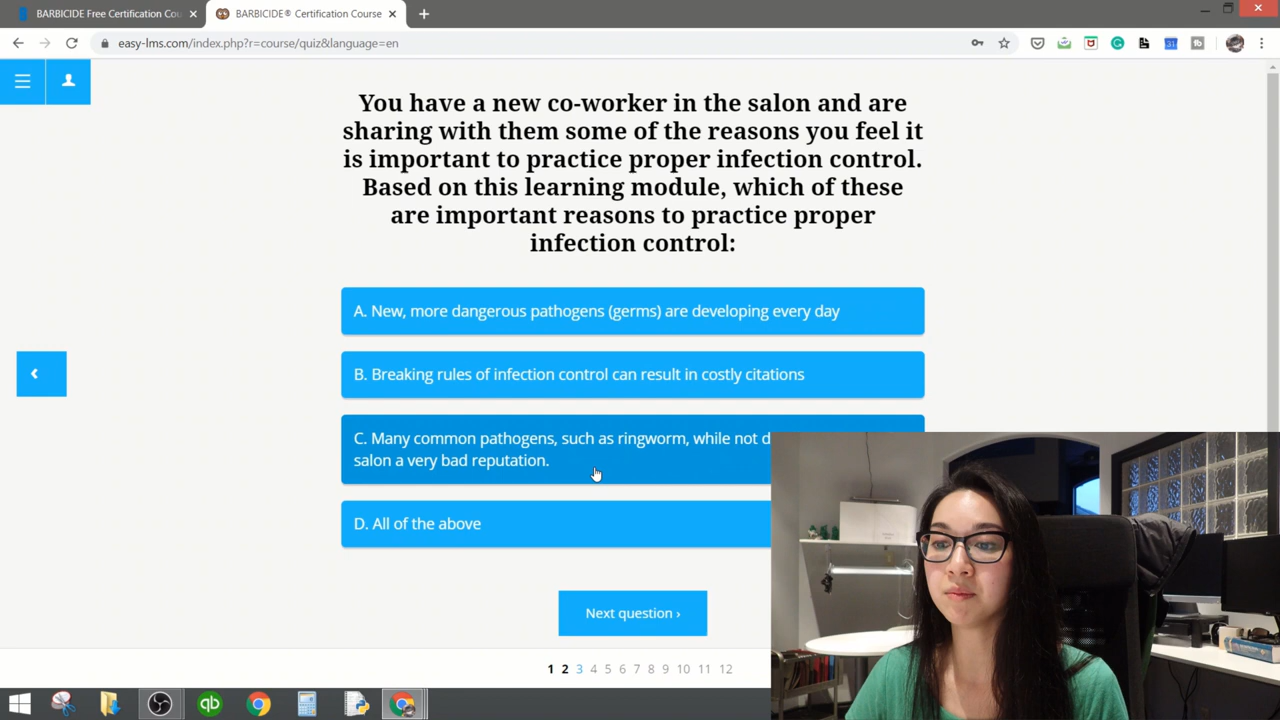 BARBICIDE Free Certification Cou
BARBICIDE® Certification Course
easy-lms.com/index.php?r=course/quiz&language=en
You have a new co-worker in the salon and are
sharing with them some of the reasons you feel it
is important to practice proper infection control.
Based on this learning module, which of these
are important reasons to practice proper
infection control:
A. New, more dangerous pathogens (germs) are developing every day
B. Breaking rules of infection control can result in costly citations
C. Many common pathogens, such as ringworm, while not d
salon a very bad reputation.
D. All of the above
Next question ›
1 2 3 4 5 6 7 8 9 10 11 12